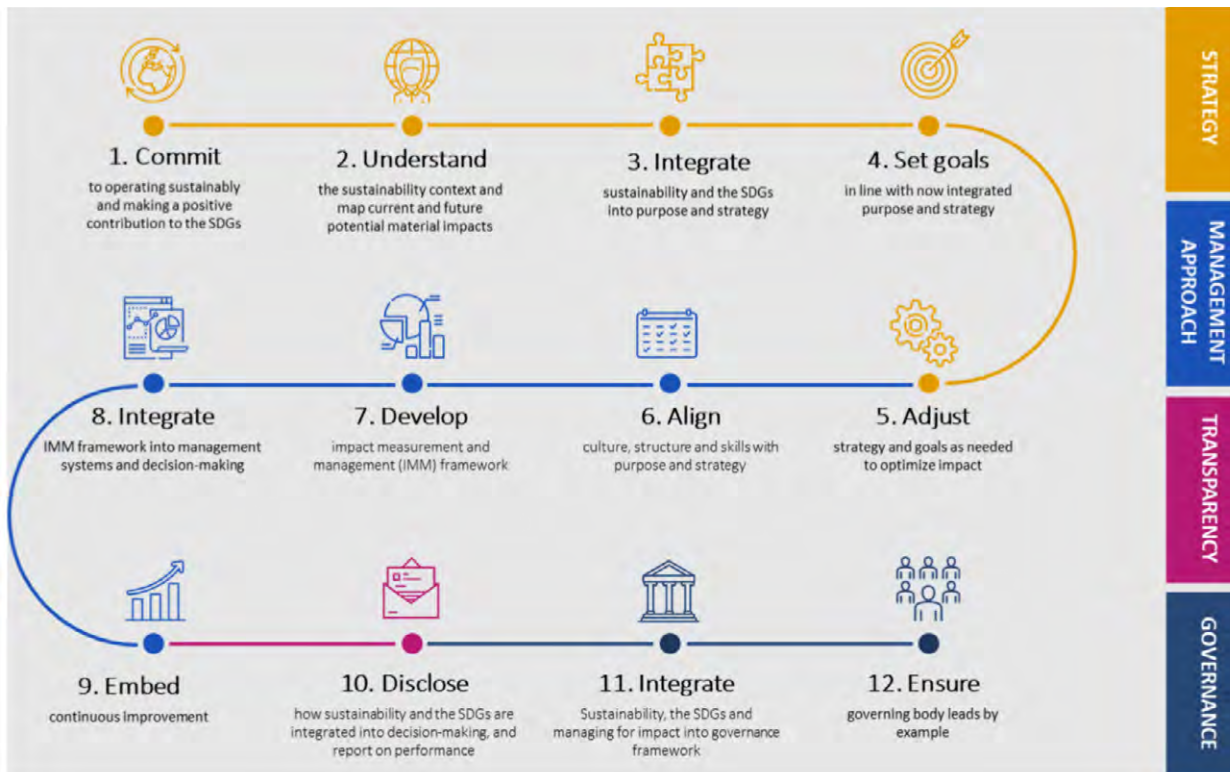 1. Commit
to operating sustainably
and making a positive
contribution to the SDGs
2. Understand
the sustainability context and
map current and future
potential material impacts
3. Integrate
sustainability and the SDGs
into purpose and strategy
4. Set goals
in line with now integrated
purpose and strategy
5. Adjust
strategy and goals as needed
to optimize impact
6. Align
culture, structure and skills with
purpose and strategy
7. Develop
impact measurement and
management (IMM) framework
8. Integrate
IMM framework into management
systems and decision-making
9. Embed
continuous improvement
10. Disclose
how sustainability and the SDGs are
integrated into decision-making, and
report on performance
11. Integrate
Sustainability, the SDGs and
managing for impact into governance
framework
12. Ensure
governing body leads by
example
STRATEGY
MANAGEMENT
APPROACH
TRANSPARENCY
GOVERNANCE